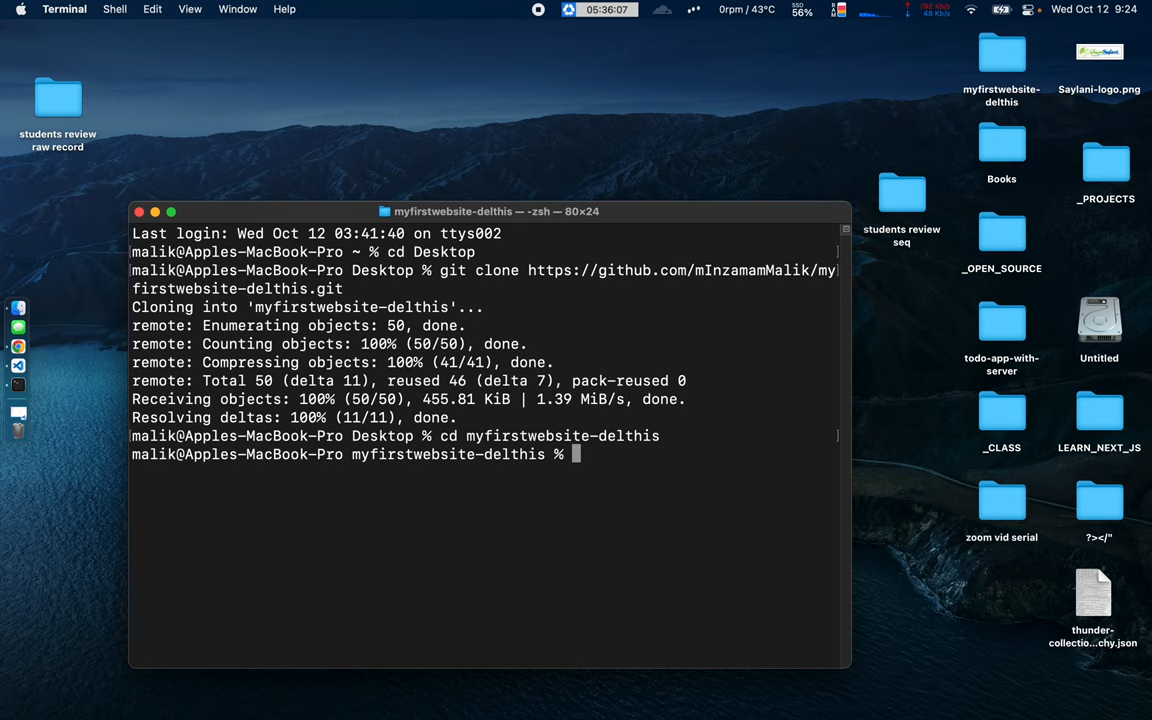 Terminal Shell Edit View Window Help 05:36:07 0rpm / 43°C SSD 56% RAM 792 Kb/s 48 Kb/s Wed Oct 12 9:24
students review
raw record
myfirstwebsite-
delthis
Saylani-logo.png
Books
_PROJECTS
students review
seq
_OPEN_SOURCE
todo-app-with-
server
Untitled
_CLASS
LEARN_NEXT_JS
zoom vid serial
?></"
thunder-
collectio...chy.json
myfirstwebsite-delthis — -zsh — 80×24
Last login: Wed Oct 12 03:41:40 on ttys002
[malik@Apples-MacBook-Pro ~ % cd Desktop ]
[malik@Apples-MacBook-Pro Desktop % git clone https://github.com/mInzamamMalik/my]
firstwebsite-delthis.git
Cloning into 'myfirstwebsite-delthis'...
remote: Enumerating objects: 50, done.
remote: Counting objects: 100% (50/50), done.
remote: Compressing objects: 100% (41/41), done.
remote: Total 50 (delta 11), reused 46 (delta 7), pack-reused 0
Receiving objects: 100% (50/50), 455.81 KiB | 1.39 MiB/s, done.
Resolving deltas: 100% (11/11), done.
[malik@Apples-MacBook-Pro Desktop % cd myfirstwebsite-delthis ]
malik@Apples-MacBook-Pro myfirstwebsite-delthis %